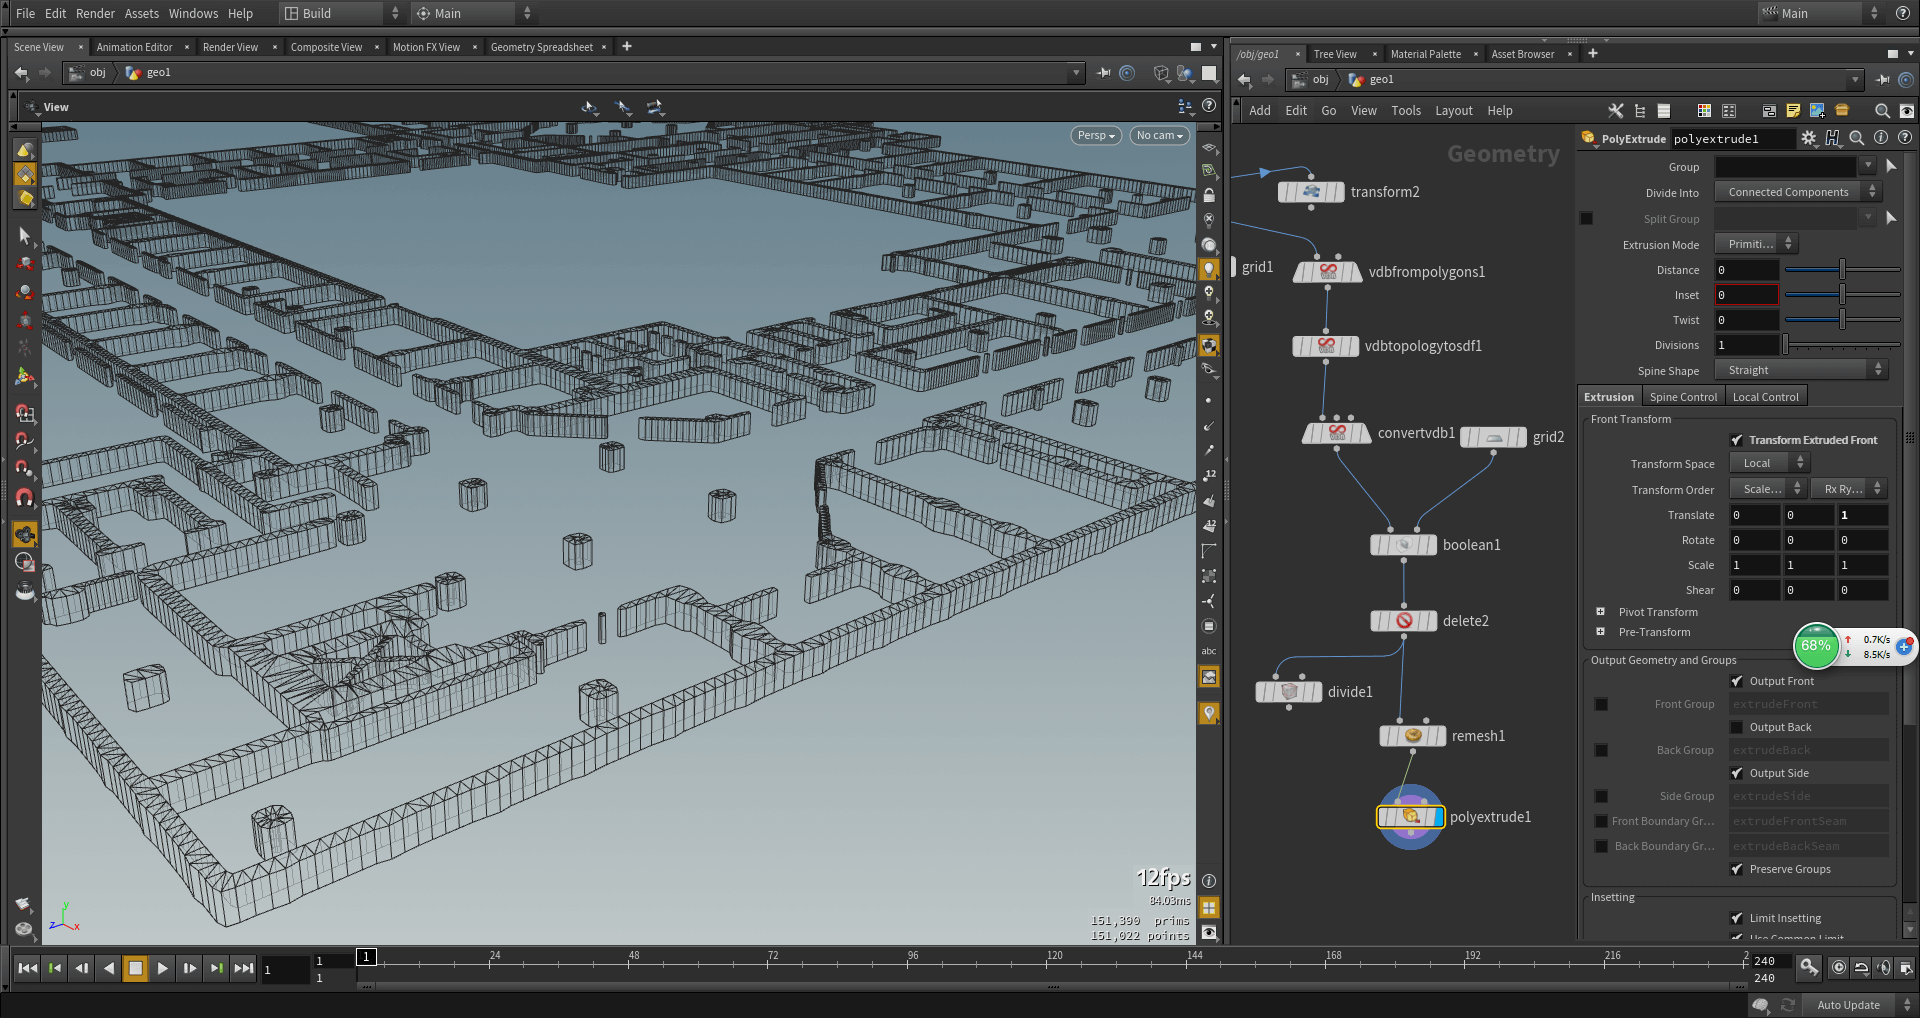 File Edit Render Assets Windows Help Build Main Main
Scene View Animation Editor Render View Composite View Motion FX View Geometry Spreadsheet
obj geo1
View
Persp No cam
12
12
abc
12fps
84.03ms
151,390 prims
151,022 points
y
z x
/obj/geo1 Tree View Material Palette Asset Browser
obj geo1
Add Edit Go View Tools Layout Help
Geometry
transform2
grid1
vdbfrompolygons1
vdbtopologytosdf1
convertvdb1
grid2
boolean1
delete2
divide1
remesh1
polyextrude1
PolyExtrude polyextrude1
Group
Divide Into Connected Components
Split Group
Extrusion Mode Primiti...
Distance 0
Inset 0
Twist 0
Divisions 1
Spine Shape Straight
Extrusion Spine Control Local Control
Front Transform
Transform Extruded Front
Transform Space Local
Transform Order Scale... Rx Ry...
Translate 0 0 1
Rotate 0 0 0
Scale 1 1 1
Shear 0 0 0
Pivot Transform
Pre-Transform
68% 0.7K/s
8.5K/s
Output Geometry and Groups
Output Front
Front Group extrudeFront
Output Back
Back Group extrudeBack
Output Side
Side Group extrudeSide
Front Boundary Gr... extrudeFrontSeam
Back Boundary Gr... extrudeBackSeam
Preserve Groups
Insetting
Limit Insetting
Use Common Limit
1 1 1 24 48 72 96 120 144 168 192 216 2 240
1 240
Auto Update